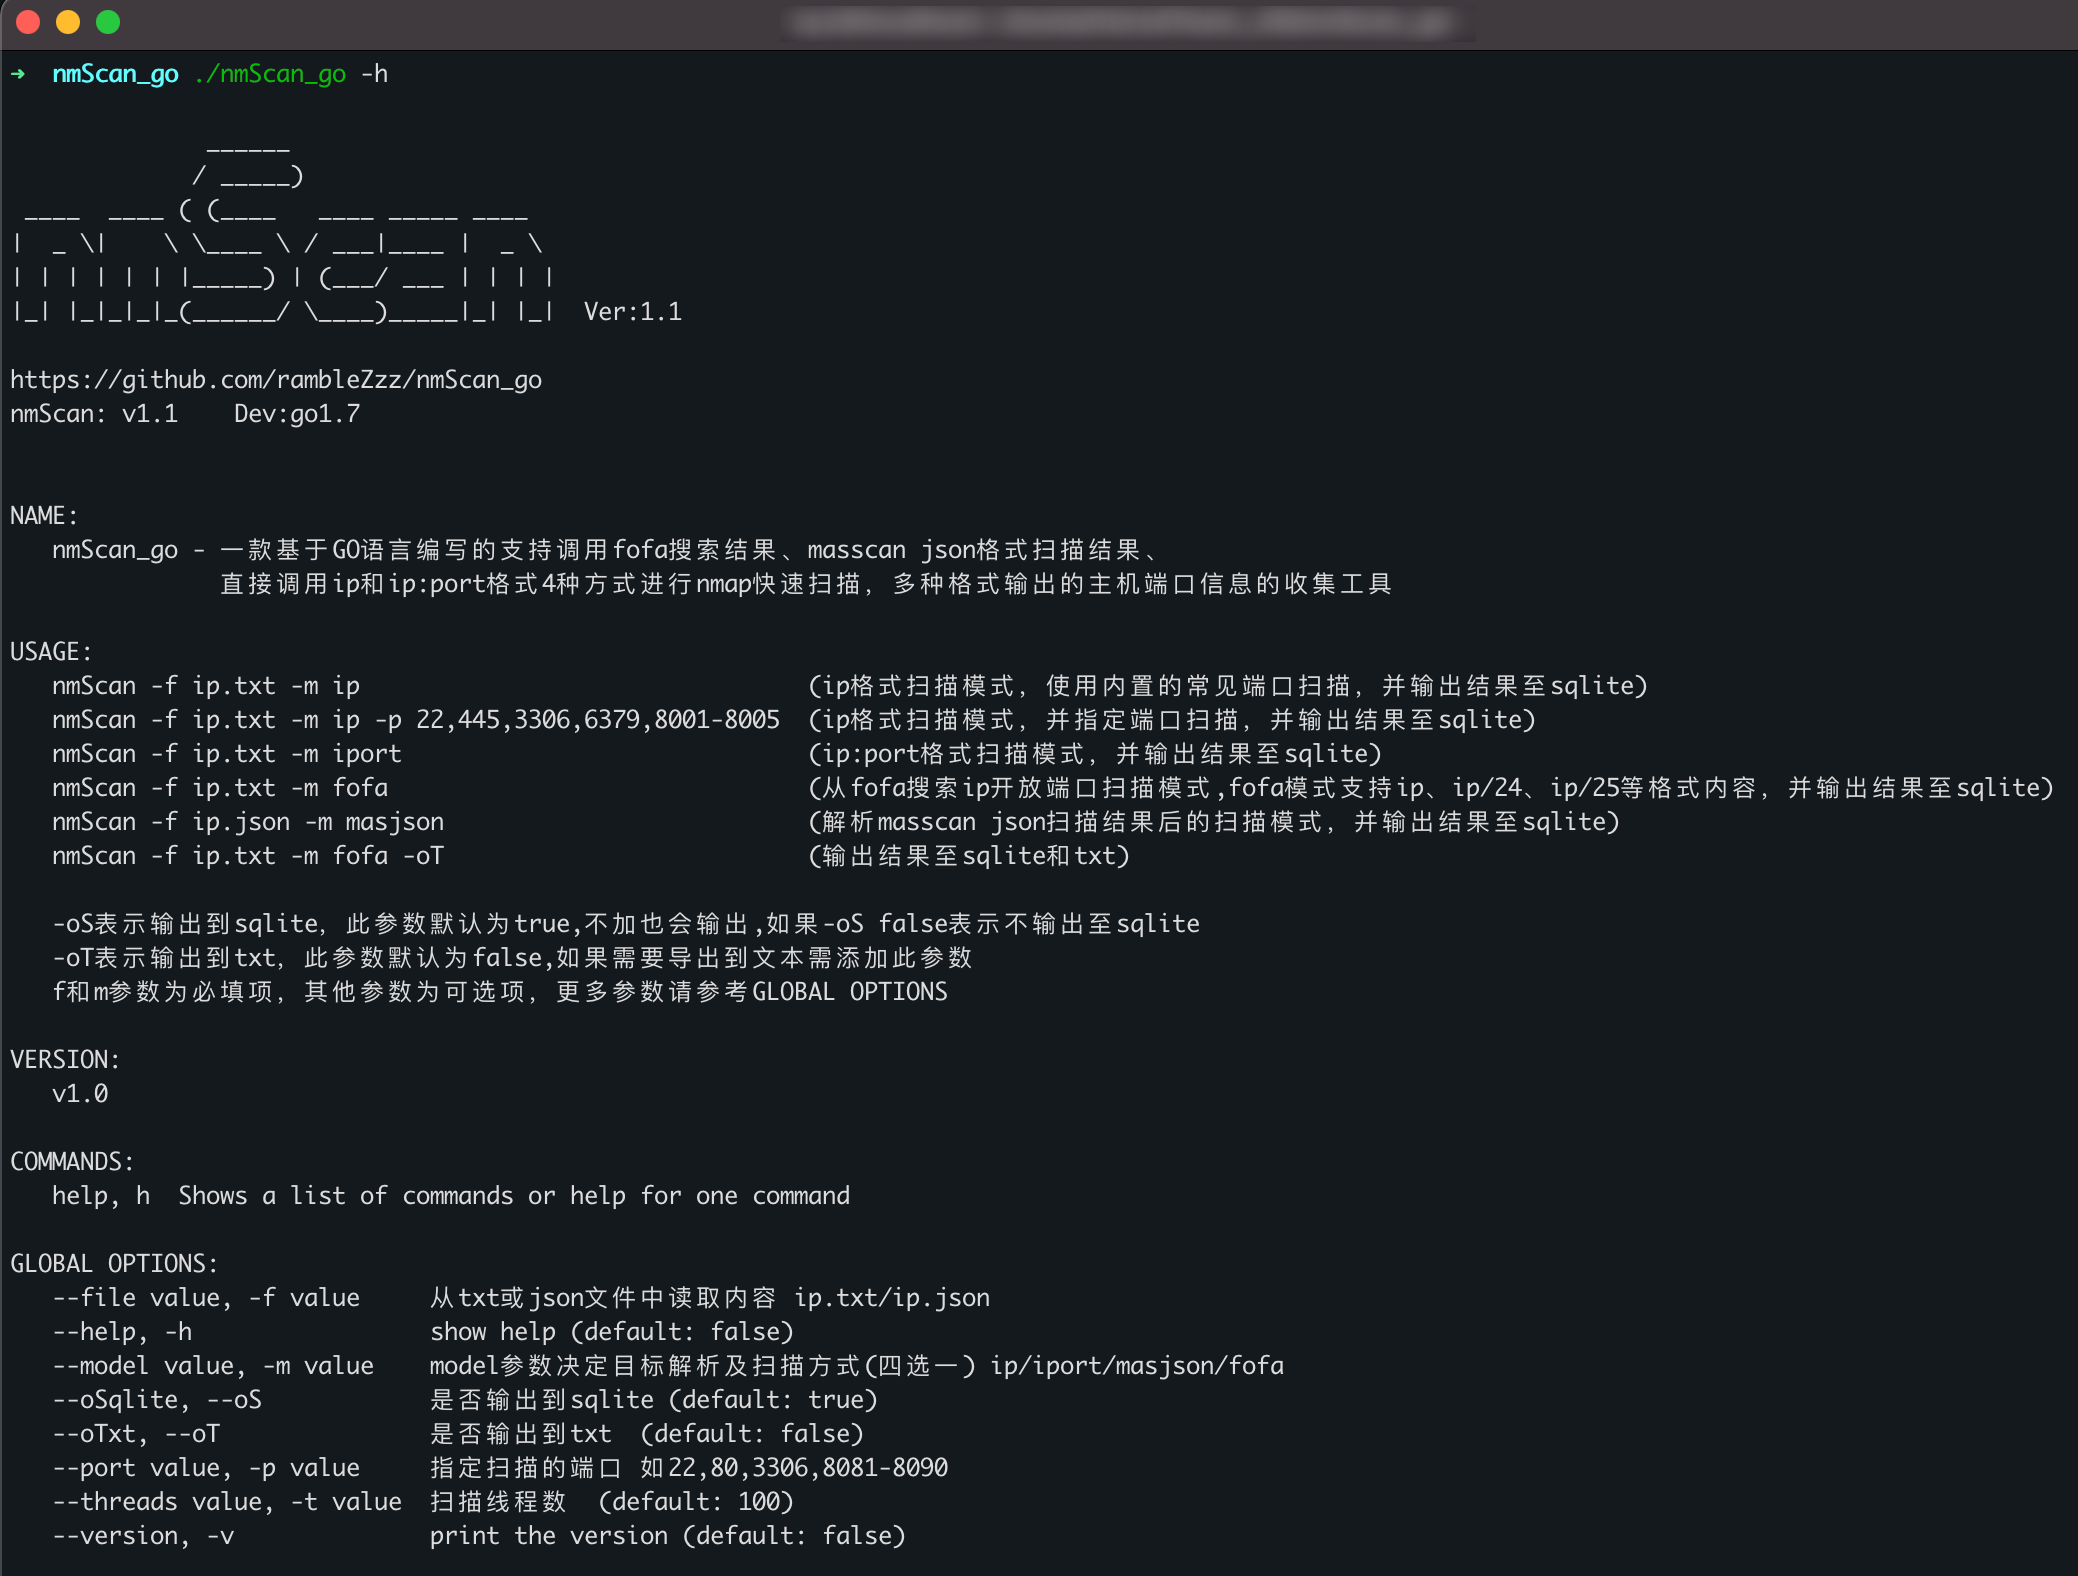 ➜  nmScan_go ./nmScan_go -h
              ______
             / _____)
 ____  ____ ( (____   ____ _____ ____
|  _ \|    \ \____ \ / ___|____ |  _ \
| | | | | | |_____) | (___/ ___ | | | |
|_| |_|_|_|_(______/ \____)_____|_| |_|  Ver:1.1
https://github.com/rambleZzz/nmScan_go
nmScan: v1.1    Dev:go1.7
NAME:
   nmScan_go - 一款基于GO语言编写的支持调用fofa搜索结果、masscan json格式扫描结果、
               直接调用ip和ip:port格式4种方式进行nmap快速扫描，多种格式输出的主机端口信息的收集工具
USAGE:
   nmScan -f ip.txt -m ip                                (ip格式扫描模式，使用内置的常见端口扫描，并输出结果至sqlite)
   nmScan -f ip.txt -m ip -p 22,445,3306,6379,8001-8005  (ip格式扫描模式，并指定端口扫描，并输出结果至sqlite)
   nmScan -f ip.txt -m iport                             (ip:port格式扫描模式，并输出结果至sqlite)
   nmScan -f ip.txt -m fofa                              (从fofa搜索ip开放端口扫描模式,fofa模式支持ip、ip/24、ip/25等格式内容，并输出结果至sqlite)
   nmScan -f ip.json -m masjson                          (解析masscan json扫描结果后的扫描模式，并输出结果至sqlite)
   nmScan -f ip.txt -m fofa -oT                          (输出结果至sqlite和txt)
   -oS表示输出到sqlite，此参数默认为true,不加也会输出,如果-oS false表示不输出至sqlite
   -oT表示输出到txt，此参数默认为false,如果需要导出到文本需添加此参数
   f和m参数为必填项，其他参数为可选项，更多参数请参考GLOBAL OPTIONS
VERSION:
   v1.0
COMMANDS:
   help, h  Shows a list of commands or help for one command
GLOBAL OPTIONS:
   --file value, -f value     从txt或json文件中读取内容 ip.txt/ip.json
   --help, -h                 show help (default: false)
   --model value, -m value    model参数决定目标解析及扫描方式(四选一) ip/iport/masjson/fofa
   --oSqlite, --oS            是否输出到sqlite (default: true)
   --oTxt, --oT               是否输出到txt  (default: false)
   --port value, -p value     指定扫描的端口 如22,80,3306,8081-8090
   --threads value, -t value  扫描线程数  (default: 100)
   --version, -v              print the version (default: false)